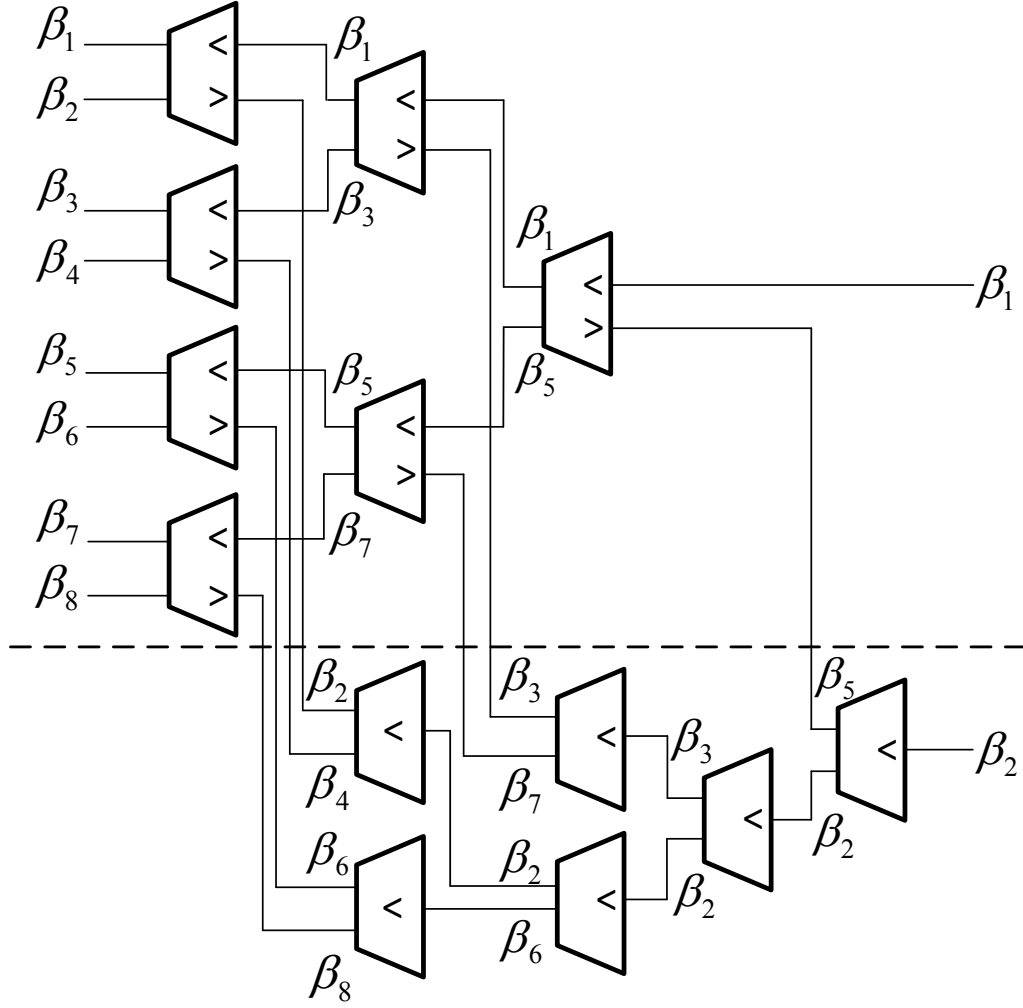 β₁ < β₁
β₂ > <
β₃ < > β₃
β₄ > β₁
< β₁
β₅ < β₅ > β₅
β₆ > <
β₇ < > β₇
β₈ >
β₂ < β₃ < β₃ β₅ < β₂
β₄ β₇ < β₂
β₆ < β₂ < β₂
β₈ β₆